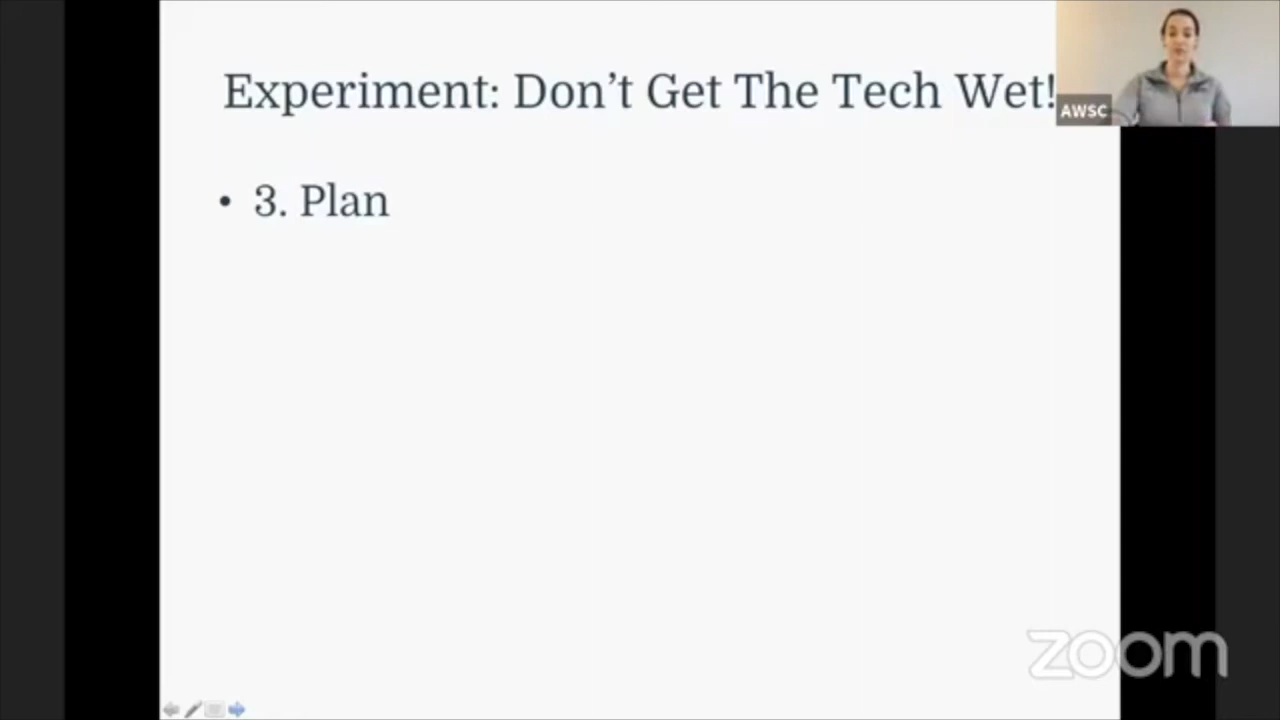 Experiment: Don’t Get The Tech Wet!
AWSC
• 3. Plan
zoom